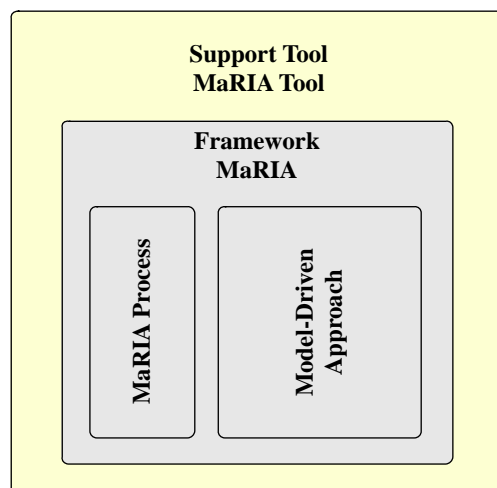 Support Tool
MaRIA Tool
Framework
MaRIA
MaRIA Process
Model-Driven
Approach